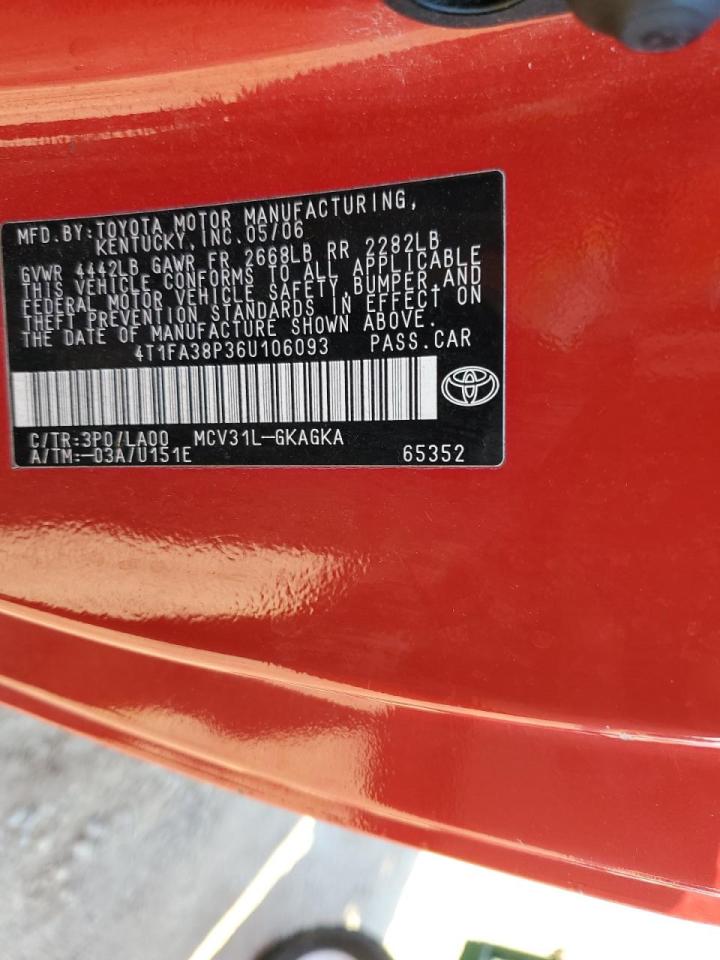 MFD.BY:TOYOTA MOTOR MANUFACTURING,
KENTUCKY,INC.05/06
GVWR 4442LB GAWR FR 2668LB RR 2282LB
THIS VEHICLE CONFORMS TO ALL APPLICABLE
FEDERAL MOTOR VEHICLE SAFETY,BUMPER,AND
THEFT PREVENTION STANDARDS IN EFFECT ON
THE DATE OF MANUFACTURE SHOWN ABOVE.
4T1FA38P36U106093 PASS.CAR
C/TR:3P0/LA00 MCV31L-GKAGKA
A/TM:-03A/U151E 65352